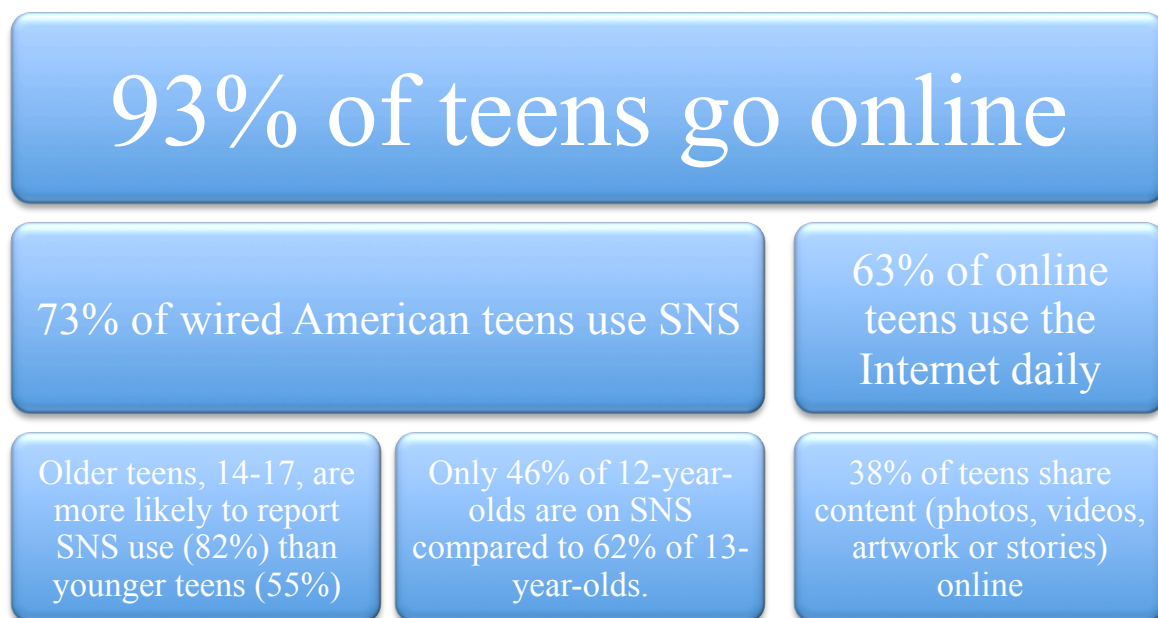 93% of teens go online
73% of wired American teens use SNS
63% of online
teens use the
Internet daily
Older teens, 14-17, are
more likely to report
SNS use (82%) than
younger teens (55%)
Only 46% of 12-year-
olds are on SNS
compared to 62% of 13-
year-olds.
38% of teens share
content (photos, videos,
artwork or stories)
online